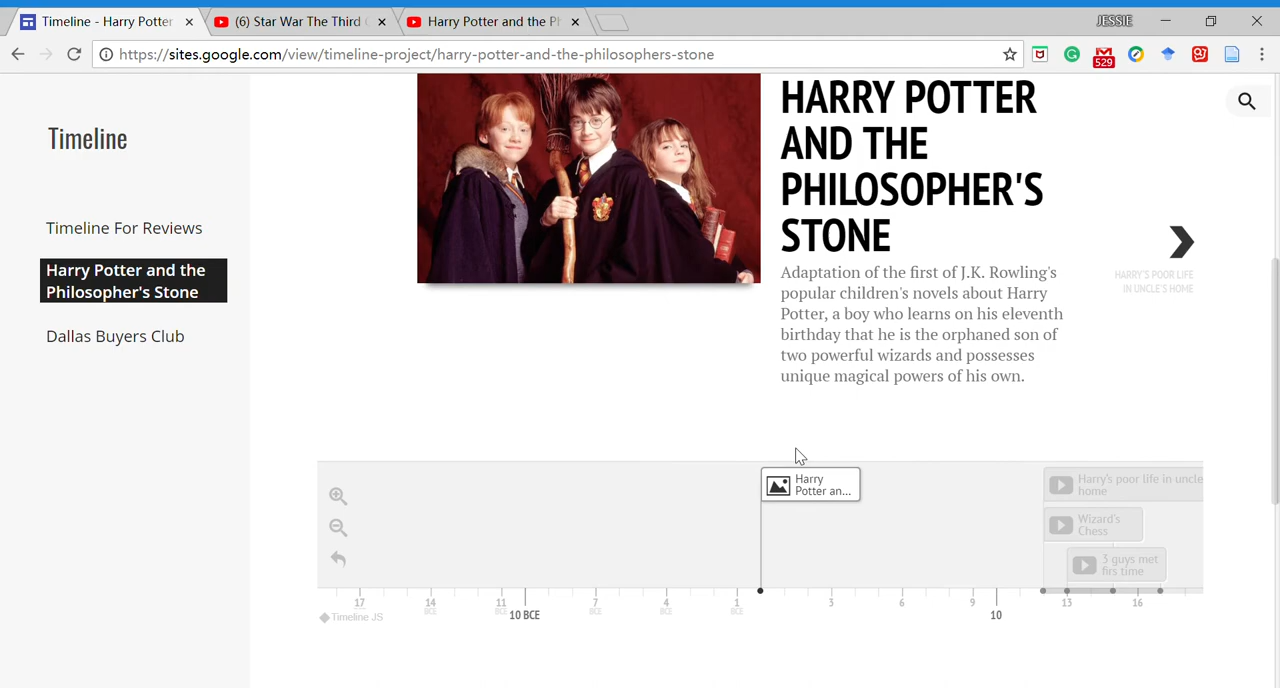 Timeline - Harry Potter
(6) Star War The Third
Harry Potter and the Ph
JESSIE
https://sites.google.com/view/timeline-project/harry-potter-and-the-philosophers-stone
529
Timeline
Timeline For Reviews
Harry Potter and the
Philosopher's Stone
Dallas Buyers Club
HARRY POTTER
AND THE
PHILOSOPHER'S
STONE
Adaptation of the first of J.K. Rowling's
popular children's novels about Harry
Potter, a boy who learns on his eleventh
birthday that he is the orphaned son of
two powerful wizards and possesses
unique magical powers of his own.
HARRY'S POOR LIFE
IN UNCLE'S HOME
Harry
Potter an...
Harry's poor life in uncle
home
Wizard's
Chess
3 guys met
firs time
17 14 11 7 4 1 3 6 9 13 16
BCE BCE BCE BCE BCE
10 BCE 10
Timeline JS